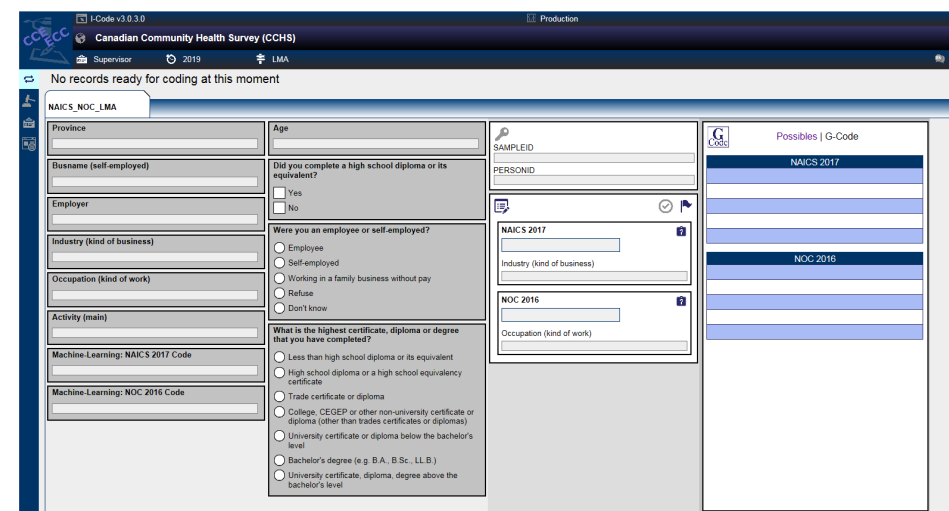 I-Code v3.0.3.0
Production
CCE
ECC
Canadian Community Health Survey (CCHS)
Supervisor
2019
LMA
No records ready for coding at this moment
NAICS_NOC_LMA
Province
Busname (self-employed)
Employer
Industry (kind of business)
Occupation (kind of work)
Activity (main)
Machine-Learning: NAICS 2017 Code
Machine-Learning: NOC 2016 Code
Age
Did you complete a high school diploma or its
equivalent?
Yes
No
Were you an employee or self-employed?
Employee
Self-employed
Working in a family business without pay
Refuse
Don't know
What is the highest certificate, diploma or degree
that you have completed?
Less than high school diploma or its equivalent
High school diploma or a high school equivalency
certificate
Trade certificate or diploma
College, CEGEP or other non-university certificate or
diploma (other than trades certificates or diplomas)
University certificate or diploma below the bachelor's
level
Bachelor's degree (e.g. B.A., B.Sc., LL.B.)
University certificate, diploma, degree above the
bachelor's level
SAMPLEID
PERSONID
NAICS 2017
?
Industry (kind of business)
NOC 2016
?
Occupation (kind of work)
G
Code
Possibles | G-Code
NAICS 2017
NOC 2016